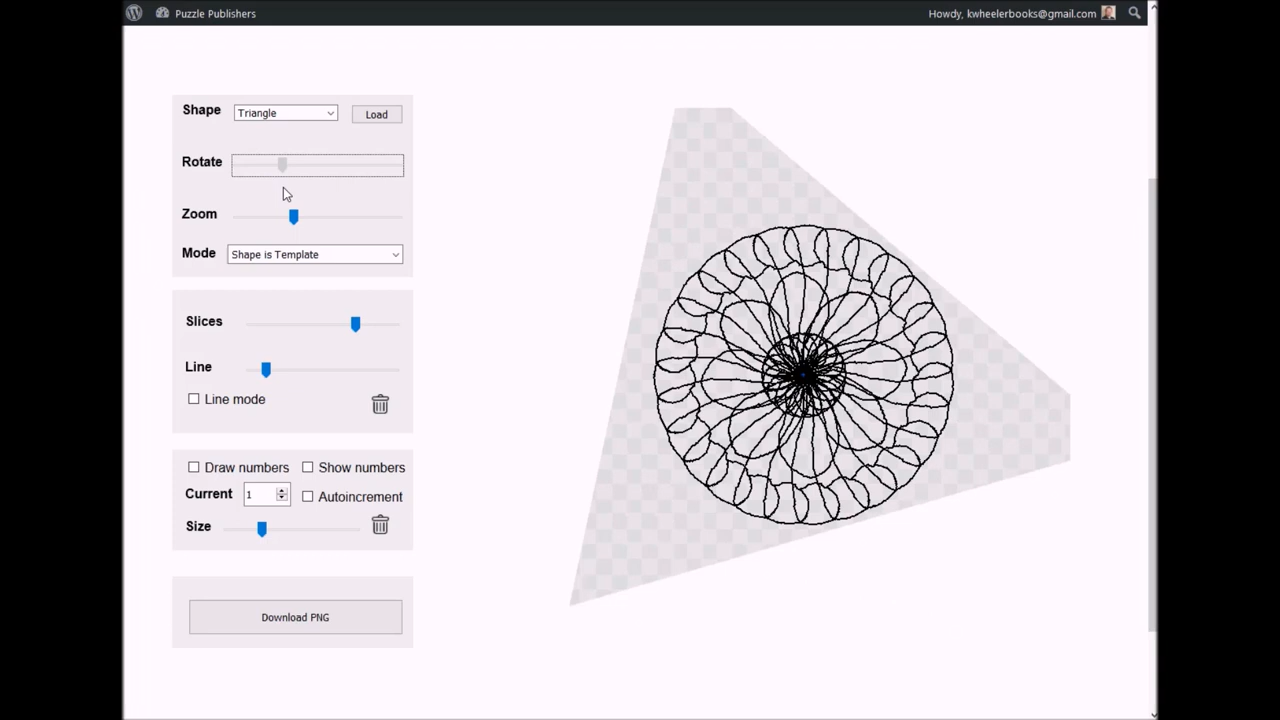 Puzzle Publishers
Howdy, kwheelerbooks@gmail.com
Shape
Triangle
Load
Rotate
Zoom
Mode
Shape is Template
Slices
Line
Line mode
Draw numbers
Show numbers
Current
1
Autoincrement
Size
Download PNG